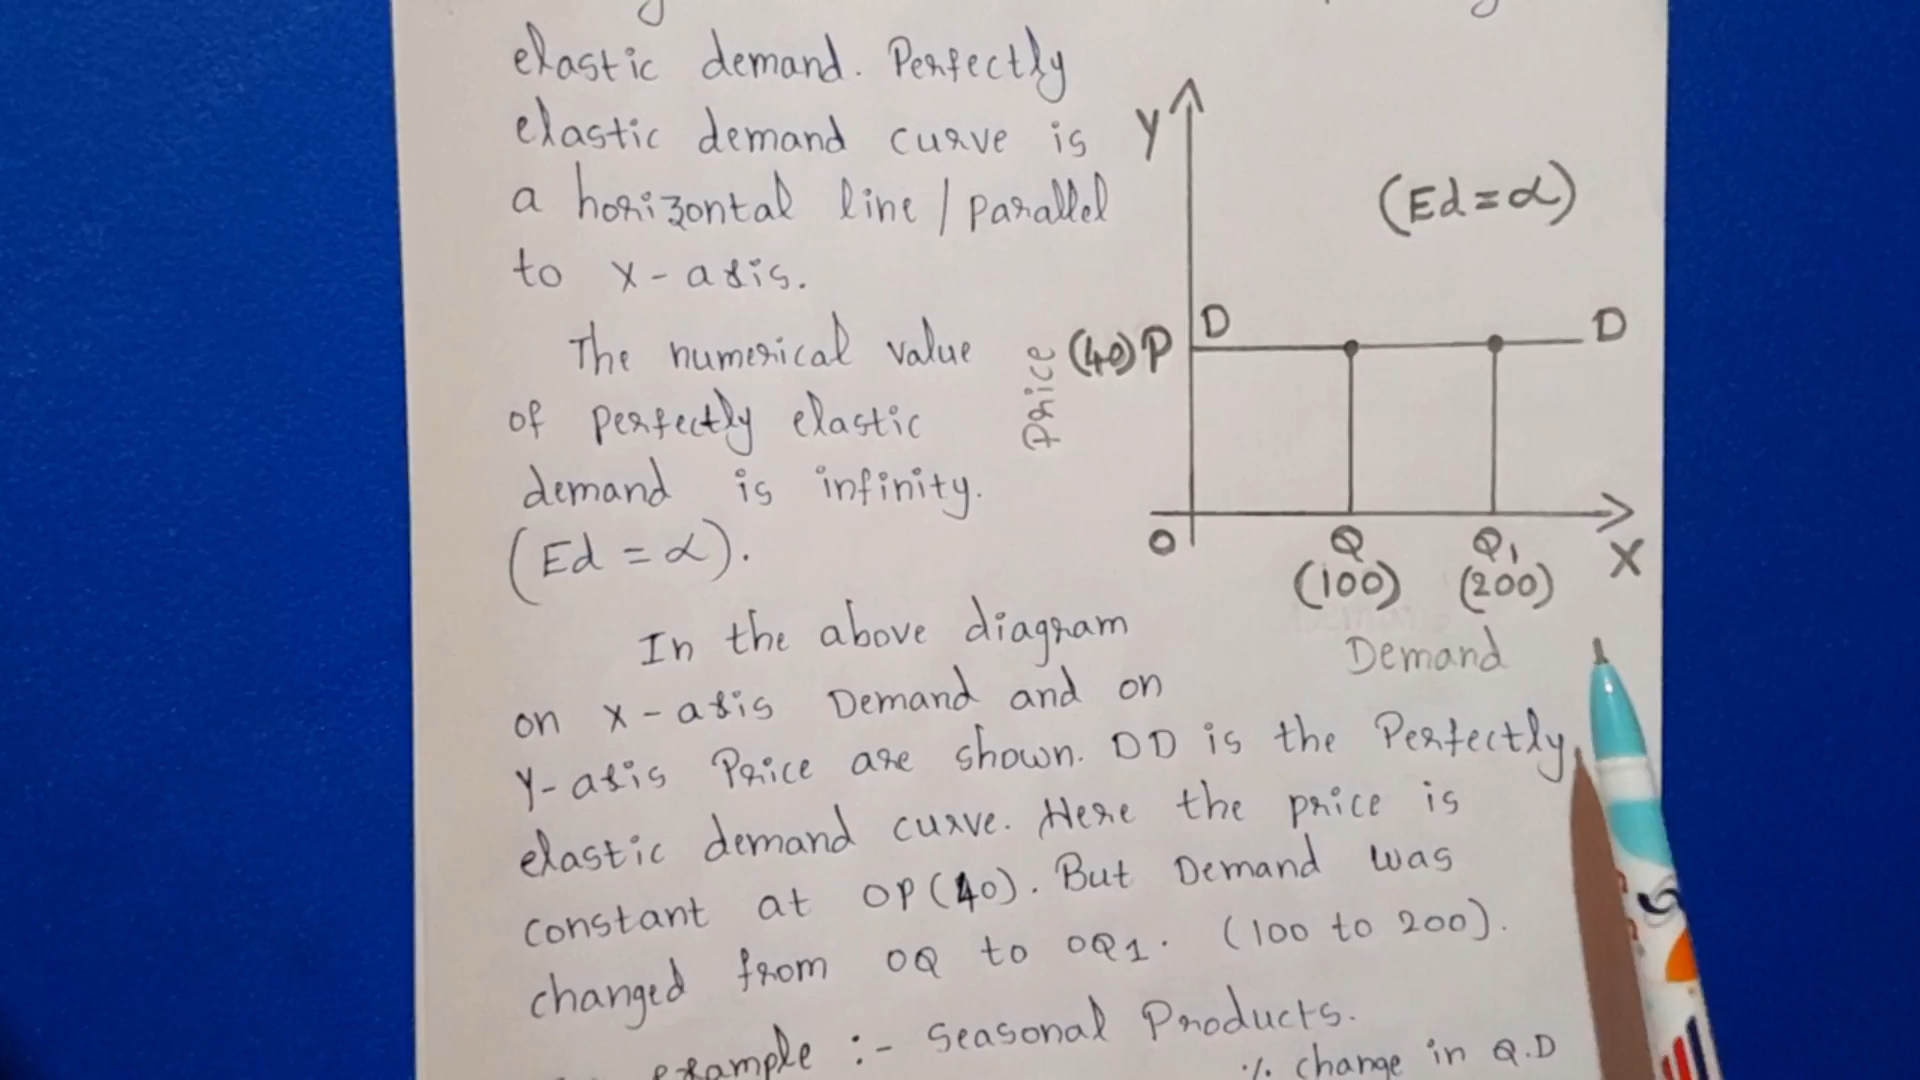 elastic demand. Perfectly
elastic demand curve is
a horizontal line / parallel
to x-axis.
The numerical value
of perfectly elastic
demand is infinity.
(Ed = α).
In the above diagram
on x-axis Demand and on
Y-axis Price are shown. DD is the Perfectly
elastic demand curve. Here the price is
constant at OP(40). But Demand was
changed from OQ to OQ1. (100 to 200).
example :- Seasonal Products.
% change in Q.D
Y
(Ed = α)
D
D
Price
(40) P
O
Q
Q1
X
(100)
(200)
Demand